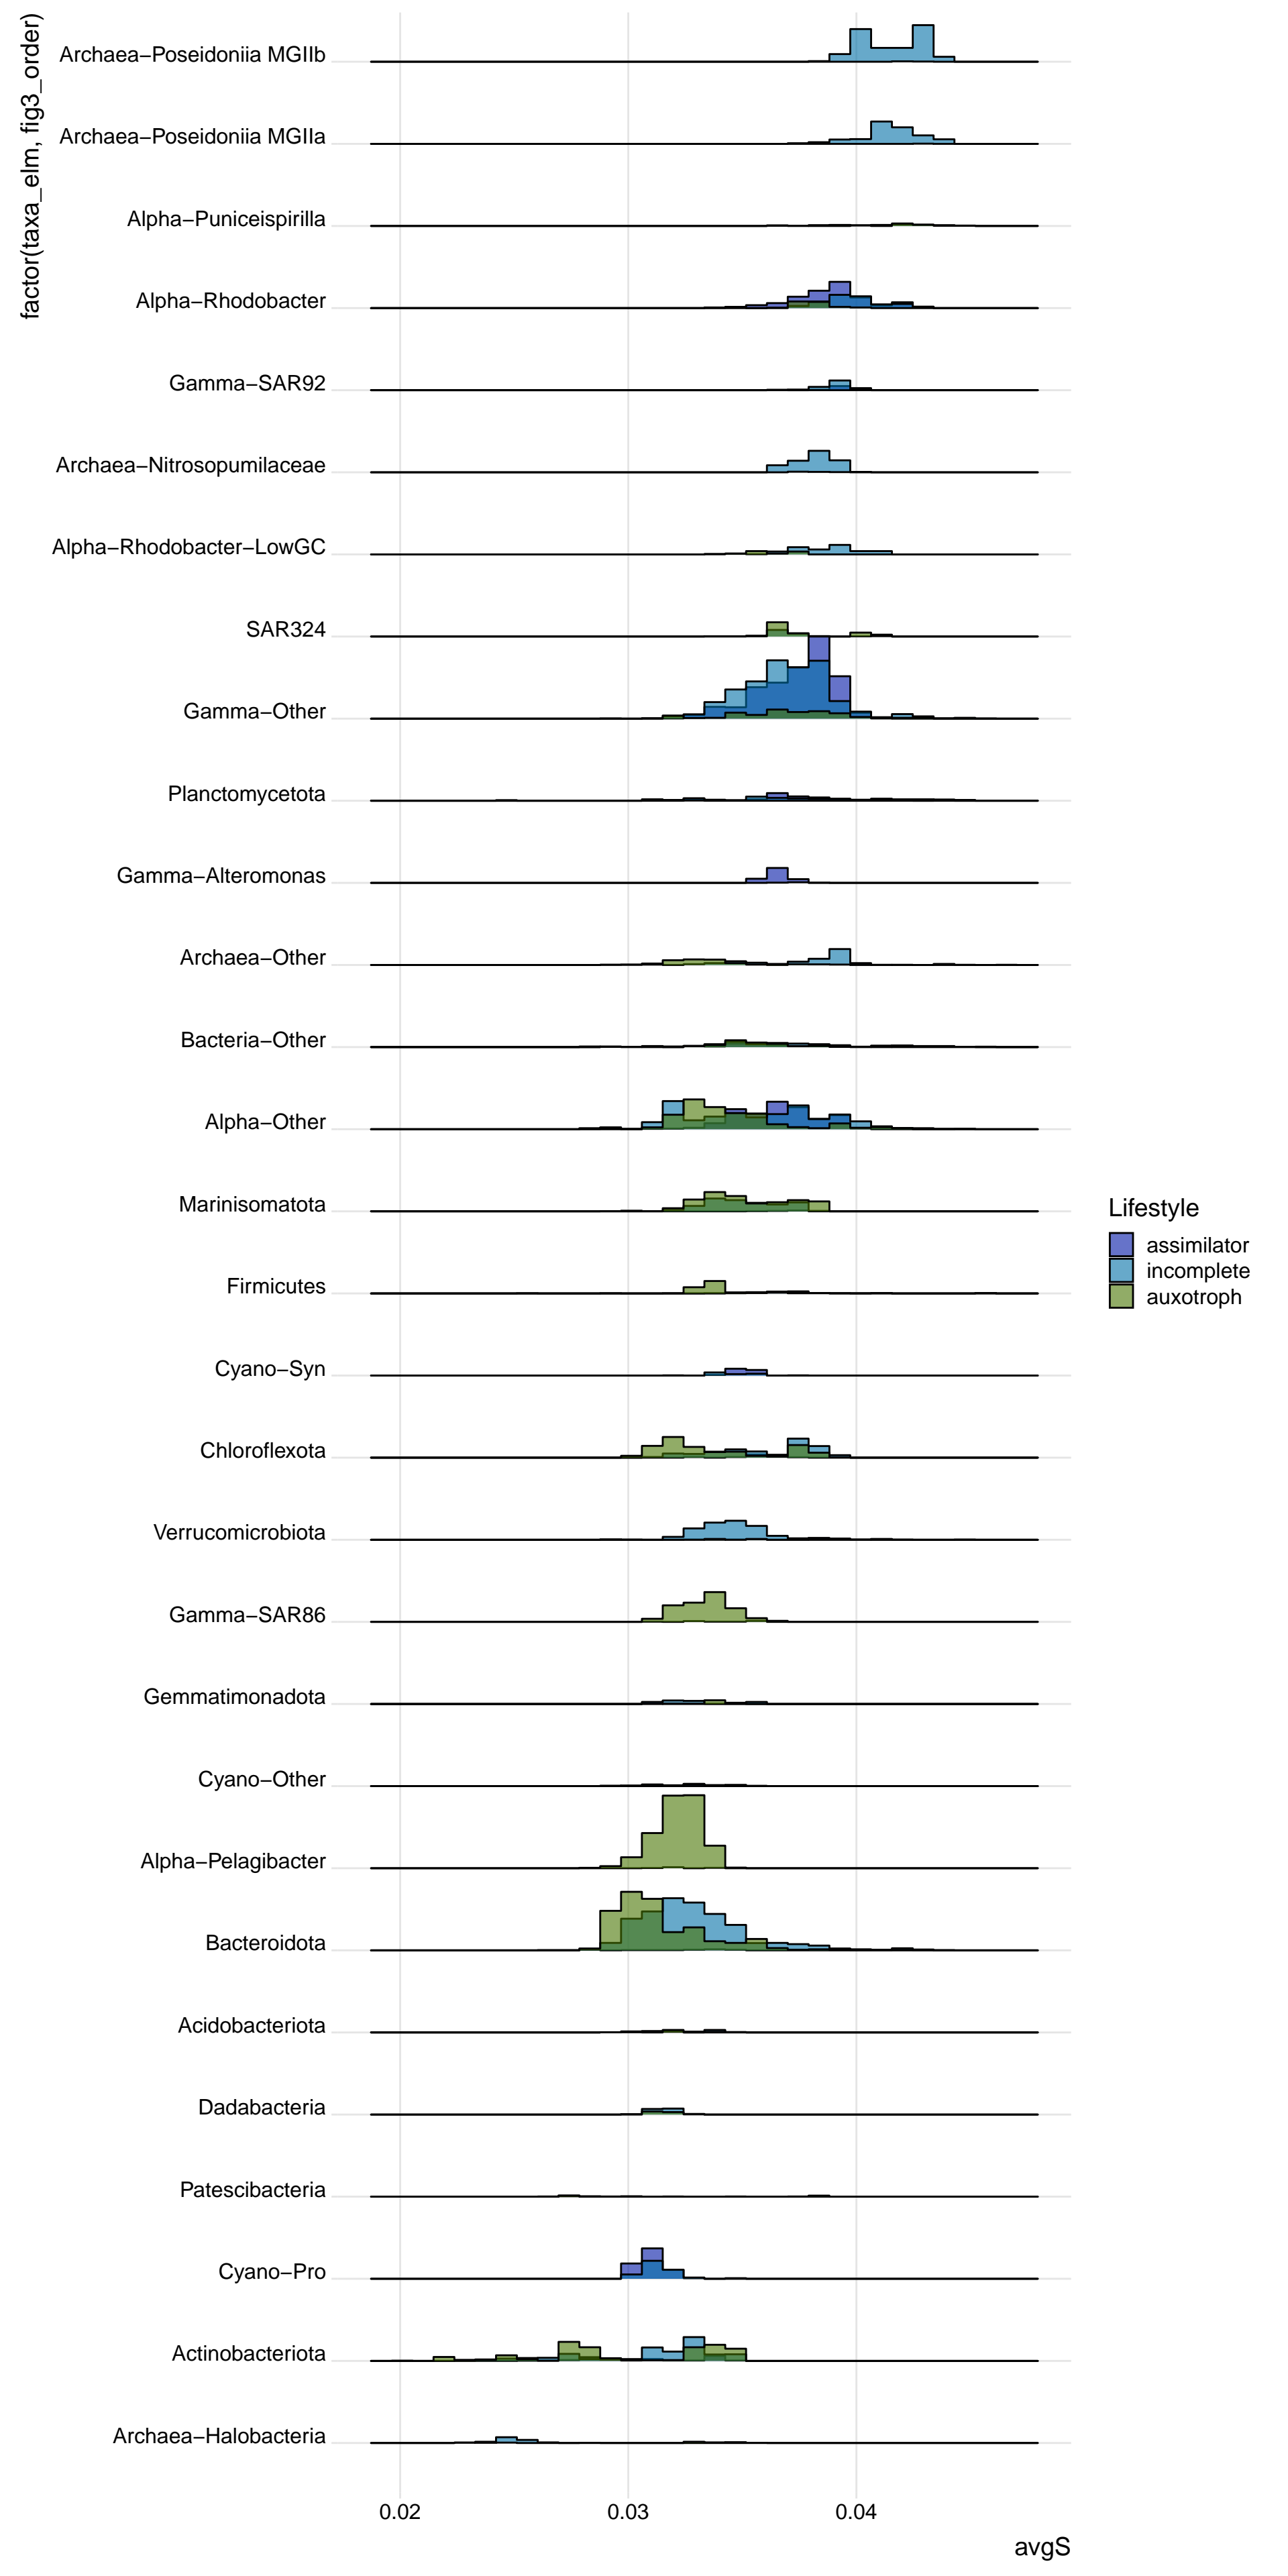 factor(taxa_elm, fig3_order)
Archaea−Poseidoniia MGIIb
Archaea−Poseidoniia MGIIa
Alpha−Puniceispirilla
Alpha−Rhodobacter
Gamma−SAR92
Archaea−Nitrosopumilaceae
Alpha−Rhodobacter−LowGC
SAR324
Gamma−Other
Planctomycetota
Gamma−Alteromonas
Archaea−Other
Bacteria−Other
Alpha−Other
Marinisomatota
Firmicutes
Cyano−Syn
Chloroflexota
Verrucomicrobiota
Gamma−SAR86
Gemmatimonadota
Cyano−Other
Alpha−Pelagibacter
Bacteroidota
Acidobacteriota
Dadabacteria
Patescibacteria
Cyano−Pro
Actinobacteriota
Archaea−Halobacteria
0.02 0.03 0.04
avgS
Lifestyle
assimilator
incomplete
auxotroph